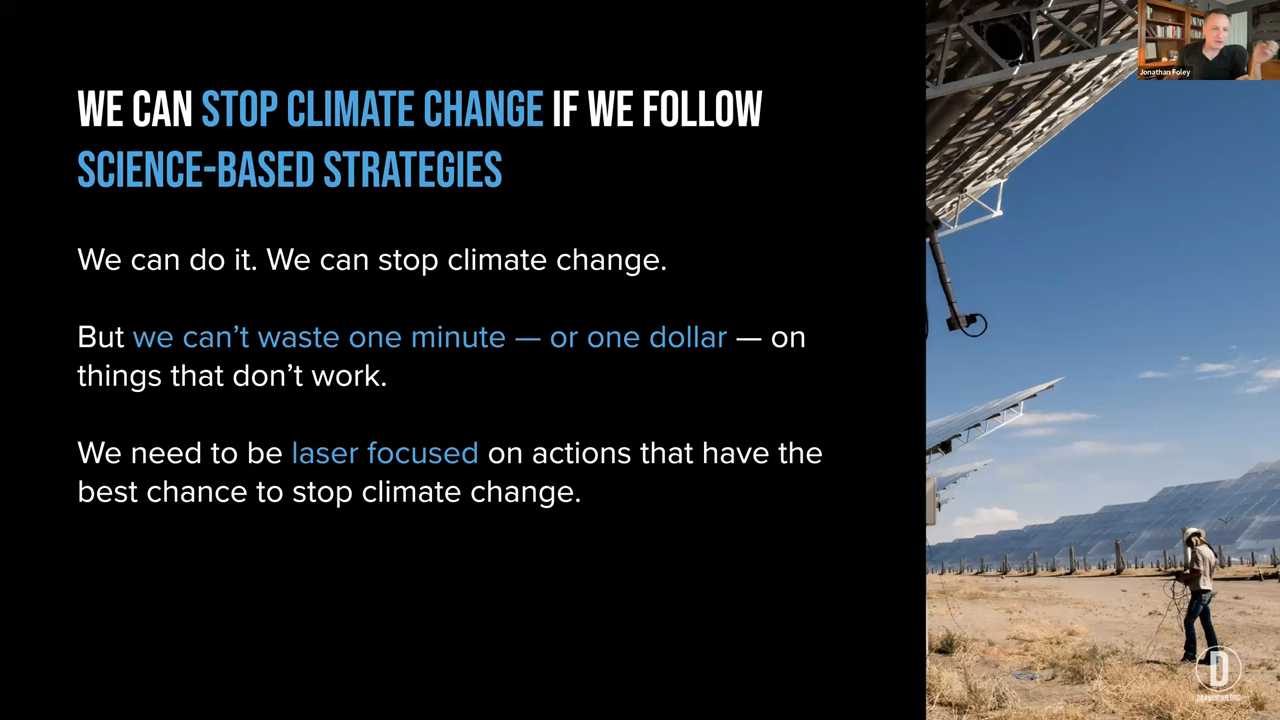 Jonathan Foley
WE CAN STOP CLIMATE CHANGE IF WE FOLLOW
SCIENCE-BASED STRATEGIES
We can do it. We can stop climate change.
But we can’t waste one minute — or one dollar — on
things that don’t work.
We need to be laser focused on actions that have the
best chance to stop climate change.
D
DRAWDOWN.ORG